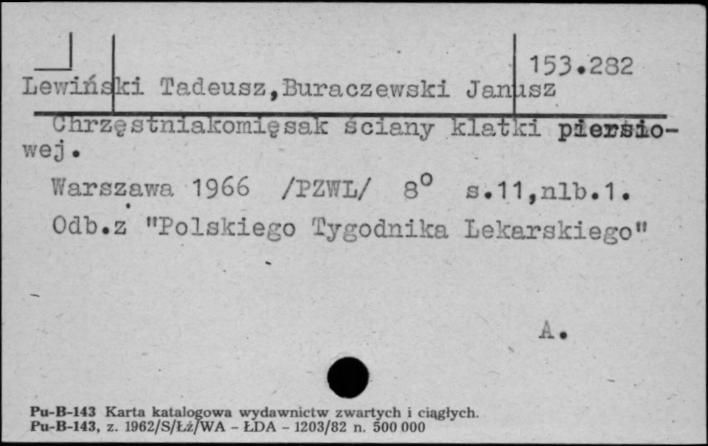 153.282
Lewiński Tadeusz,Buraczewski Janusz
Chrzęstniakomięsak ściany klatki piersio-
wej.
Warszawa 1966 /PZWL/ 8° s.11,nlb.1.
Odb.z "Polskiego Tygodnika Lekarskiego"
A.
Pu-B-143 Karta katalogowa wydawnictw zwartych i ciągłych.
Pu-B-143, z. 1962/S/Łż/WA - ŁDA - 1203/82 n. 500 000